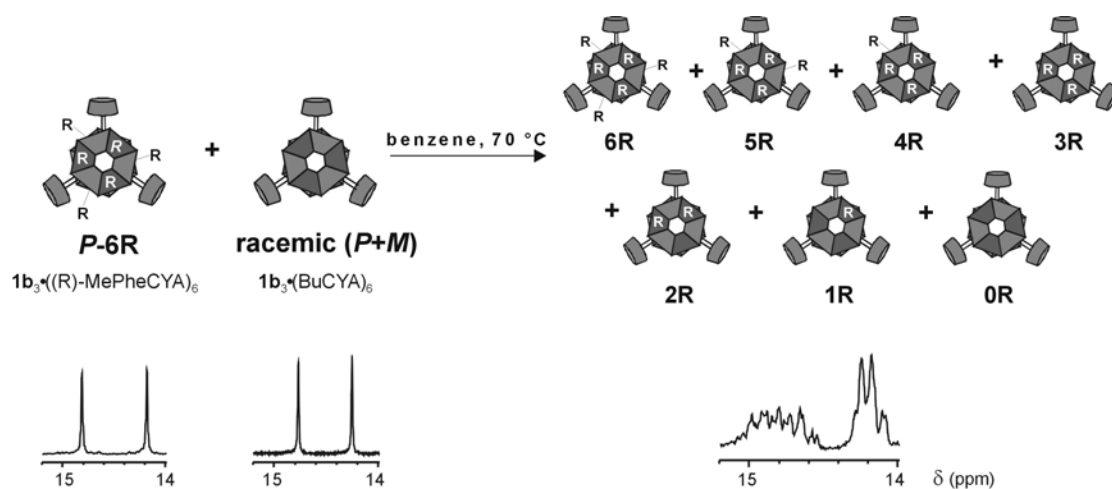 R R R R R R
+ + +
6R 5R 4R 3R
R R R R R
R R R R
R R R
R R R
R R R R R R
+
benzene, 70 °C
P-6R racemic (P+M)
1b₃•((R)-MePheCYA)₆ 1b₃•(BuCYA)₆
+ + +
R R
R
2R 1R 0R
15 14
15 14
15 14 δ (ppm)